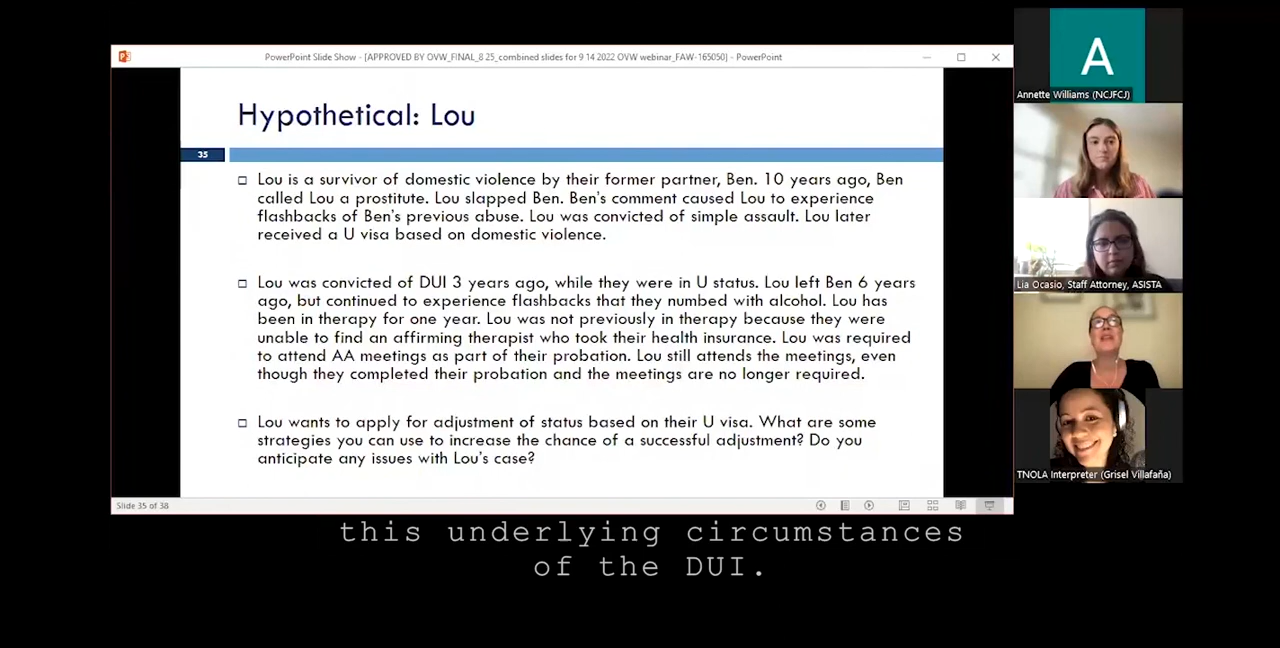 PowerPoint Slide Show - [APPROVED BY OVW_FINAL_8 25_combined slides for 9 14 2022 OVW webinar_FAW-165050] - PowerPoint
A
Annette Williams (NCJFCJ)
Hypothetical: Lou
35
Lou is a survivor of domestic violence by their former partner, Ben. 10 years ago, Ben
called Lou a prostitute. Lou slapped Ben. Ben's comment caused Lou to experience
flashbacks of Ben's previous abuse. Lou was convicted of simple assault. Lou later
received a U visa based on domestic violence.
Lou was convicted of DUI 3 years ago, while they were in U status. Lou left Ben 6 years
ago, but continued to experience flashbacks that they numbed with alcohol. Lou has
been in therapy for one year. Lou was not previously in therapy because they were
unable to find an affirming therapist who took their health insurance. Lou was required
to attend AA meetings as part of their probation. Lou still attends the meetings, even
though they completed their probation and the meetings are no longer required.
Lou wants to apply for adjustment of status based on their U visa. What are some
strategies you can use to increase the chance of a successful adjustment? Do you
anticipate any issues with Lou's case?
Lia Ocasio, Staff Attorney, ASISTA
TNOLA Interpreter (Grisel Villafaña)
Slide 35 of 38
this underlying circumstances
of the DUI.